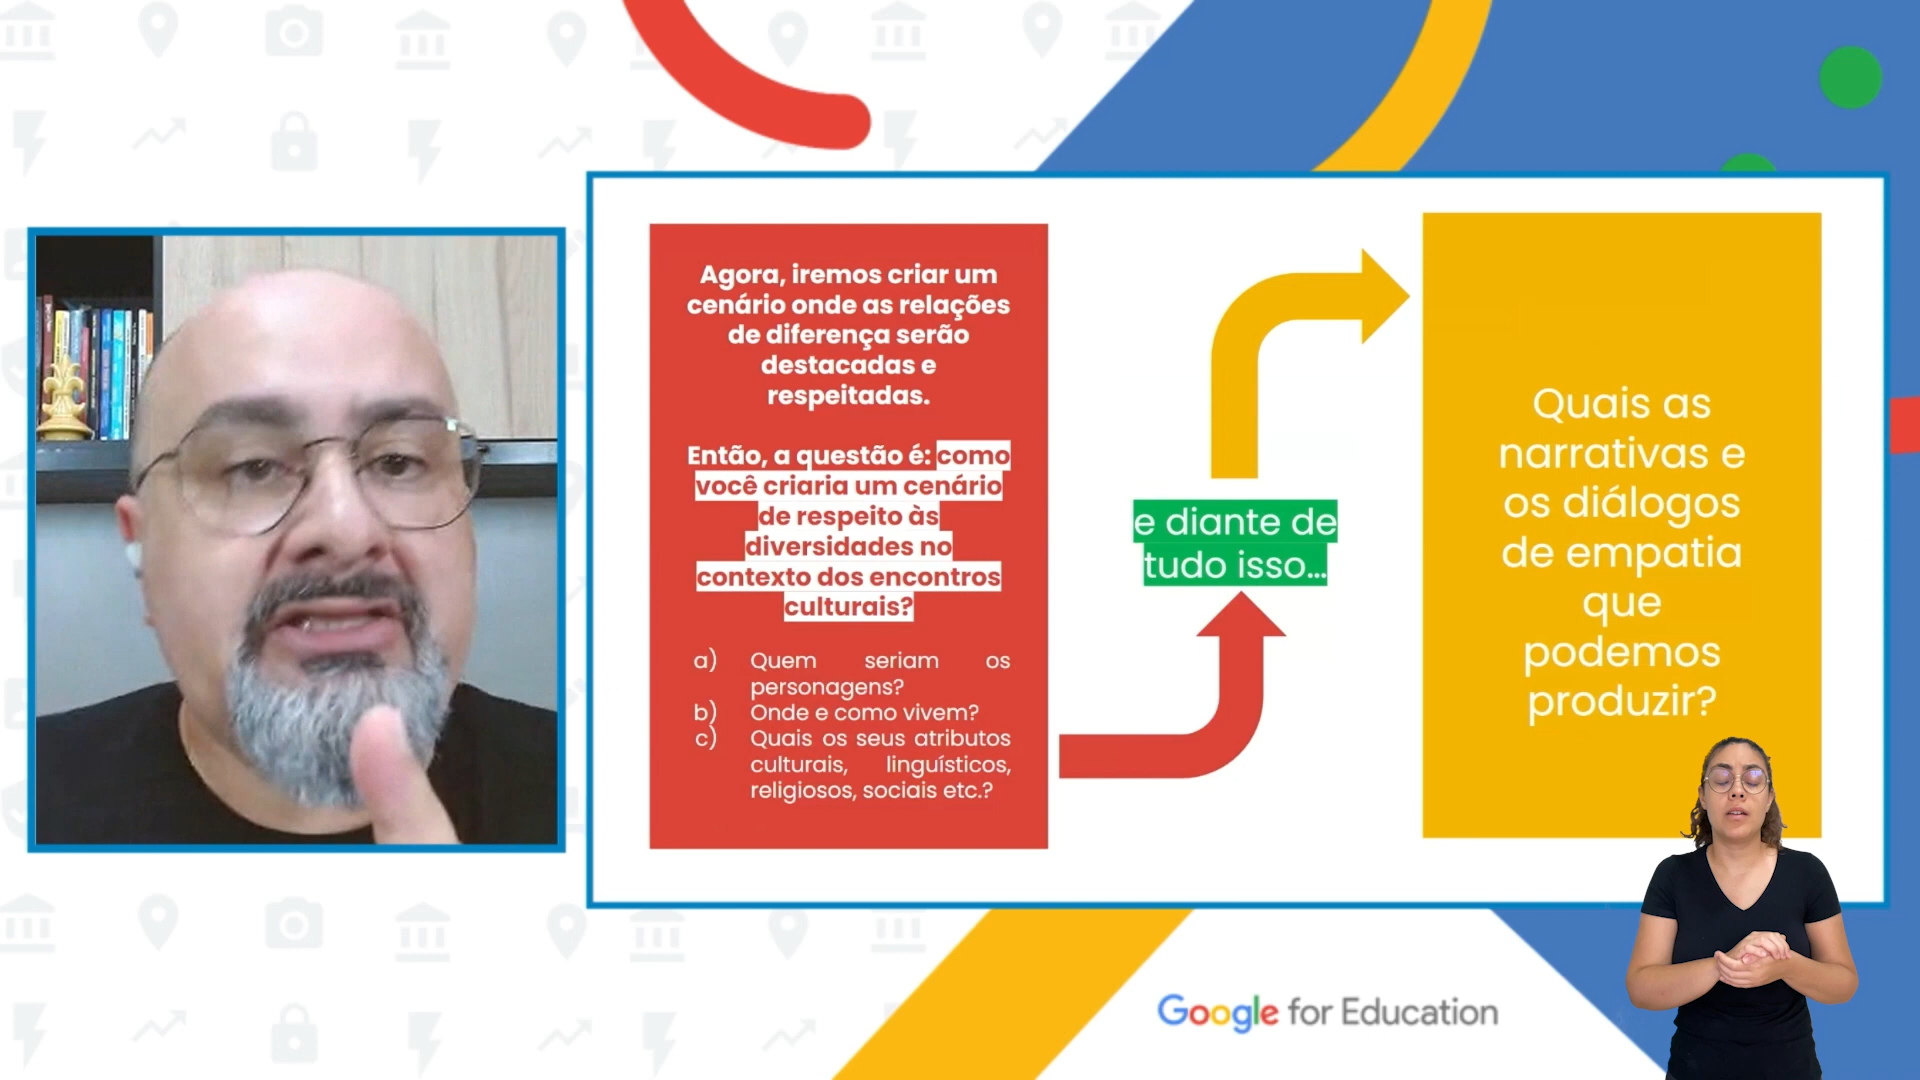 Agora, iremos criar um
cenário onde as relações
de diferença serão
destacadas e
respeitadas.
Então, a questão é: como
você criaria um cenário
de respeito às
diversidades no
contexto dos encontros
culturais?
a) Quem seriam os
personagens?
b) Onde e como vivem?
c) Quais os seus atributos
culturais, linguísticos,
religiosos, sociais etc.?
e diante de
tudo isso...
Quais as
narrativas e
os diálogos
de empatia
que
podemos
produzir?
Google for Education